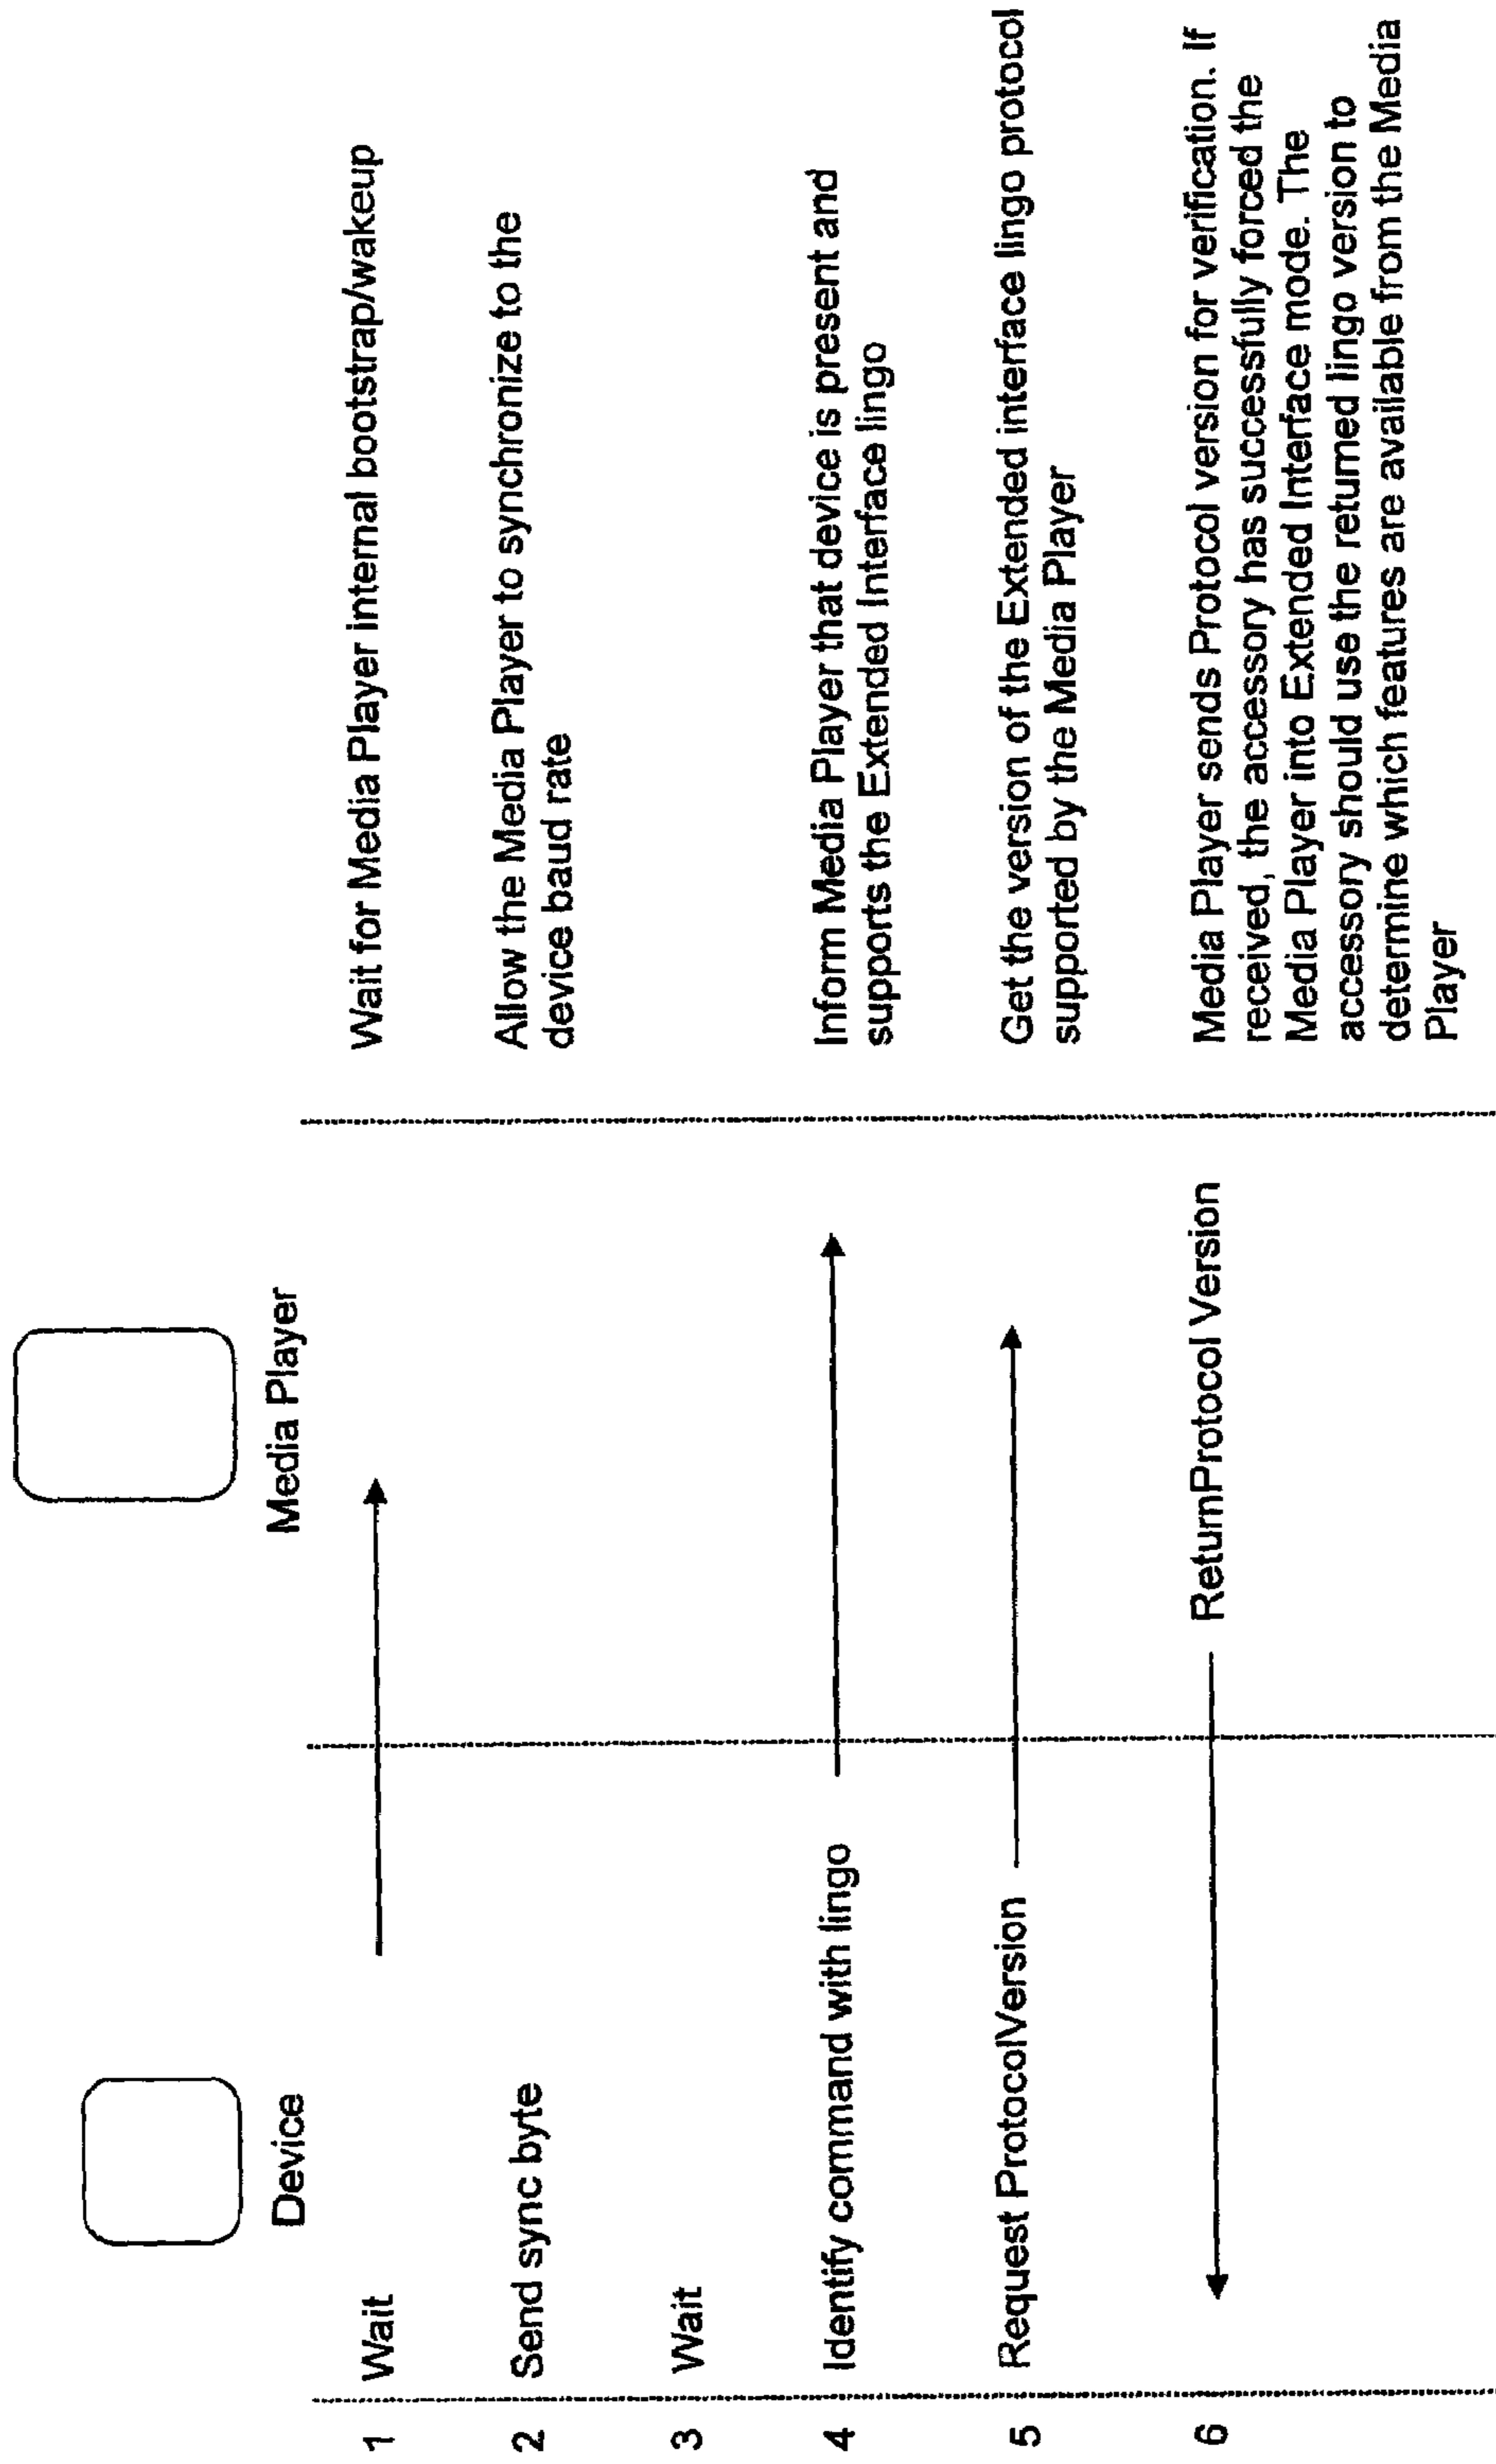 Device
Media Player
1 Wait
Wait for Media Player internal bootstrap/wakeup
2 Send sync byte
Allow the Media Player to synchronize to the
device baud rate
3 Wait
4 Identify command with lingo
Inform Media Player that device is present and
supports the Extended Interface lingo
5 Request ProtocolVersion
Get the version of the Extended interface lingo protocol
supported by the Media Player
6 ReturnProtocol Version
Media Player sends Protocol version for verification. If
received, the accessory has successfully forced the
Media Player into Extended Interface mode. The
accessory should use the returned lingo version to
determine which features are available from the Media
Player